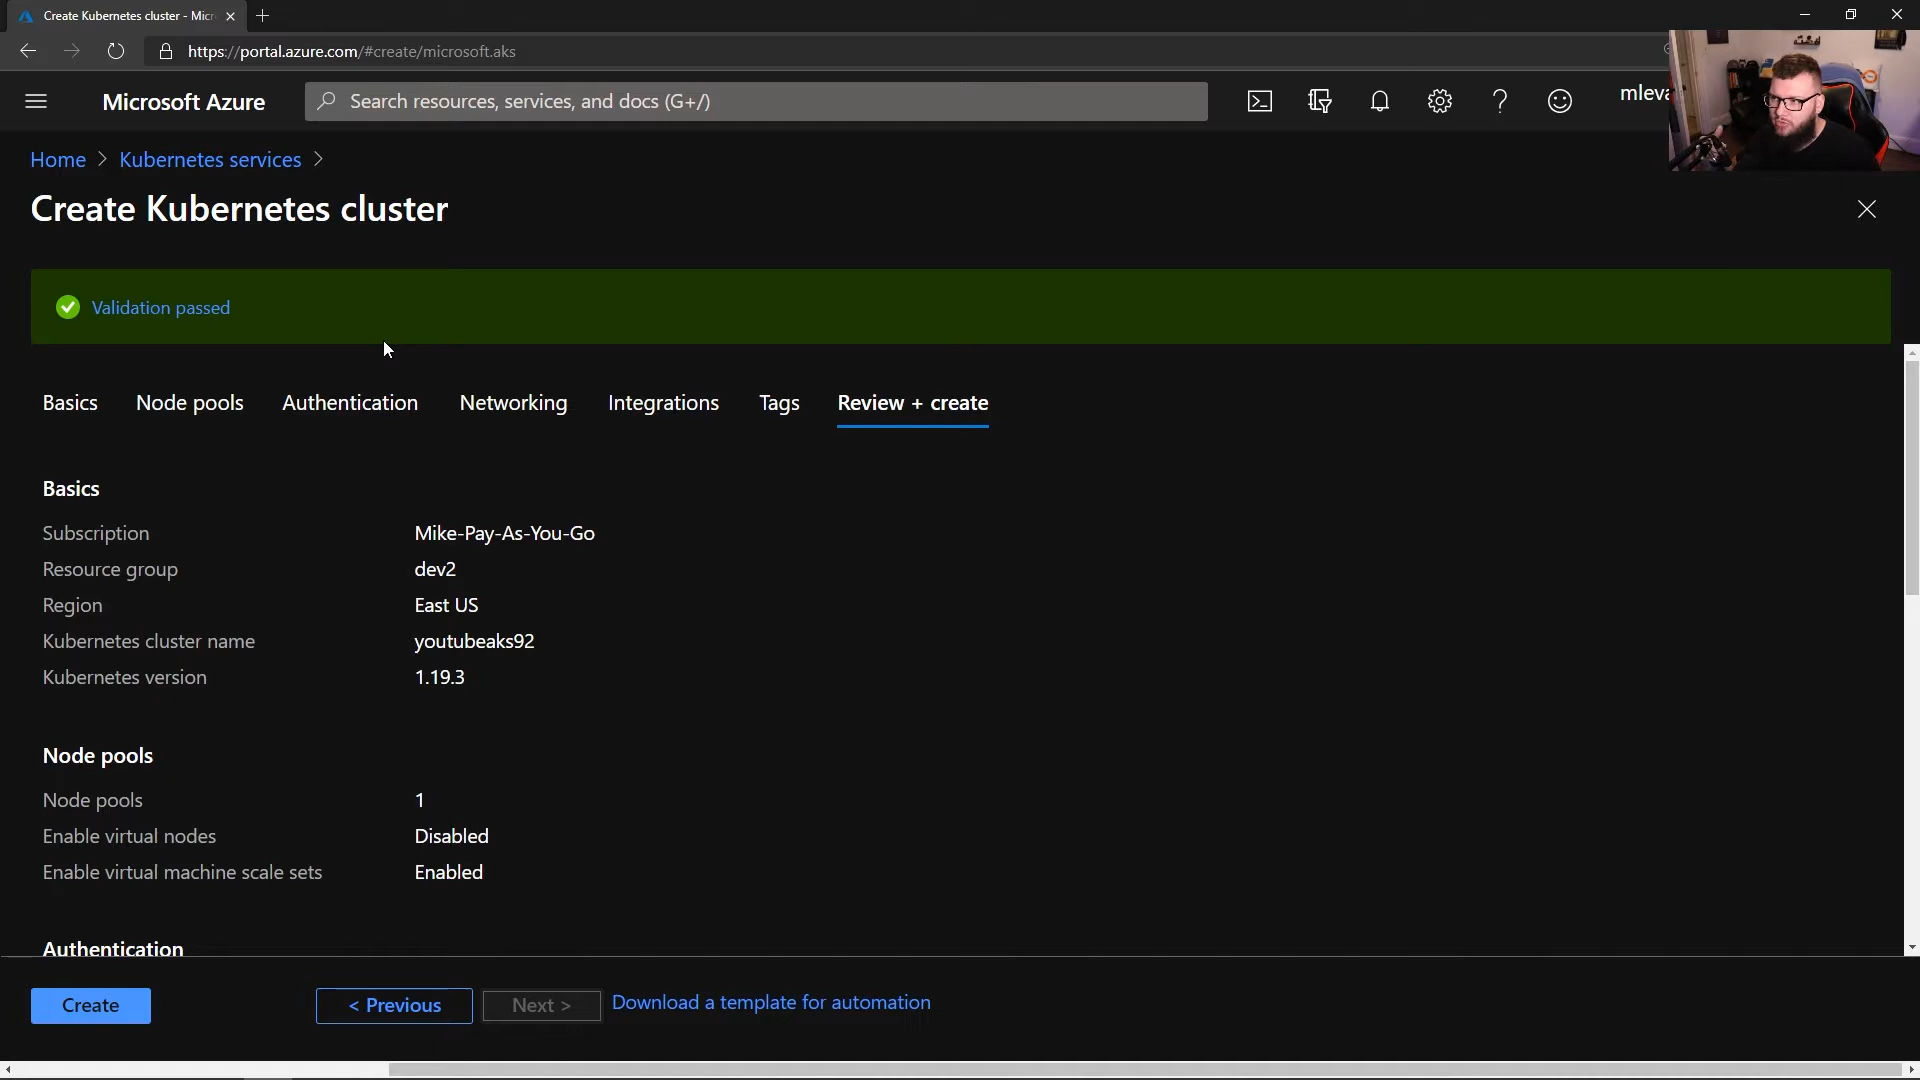 Create Kubernetes cluster - Micr
https://portal.azure.com/#create/microsoft.aks
Microsoft Azure
Search resources, services, and docs (G+/)
mleva
Home > Kubernetes services >
Create Kubernetes cluster
Validation passed
Basics Node pools Authentication Networking Integrations Tags Review + create
Basics
Subscription Mike-Pay-As-You-Go
Resource group dev2
Region East US
Kubernetes cluster name youtubeaks92
Kubernetes version 1.19.3
Node pools
Node pools 1
Enable virtual nodes Disabled
Enable virtual machine scale sets Enabled
Authentication
Create < Previous Next > Download a template for automation